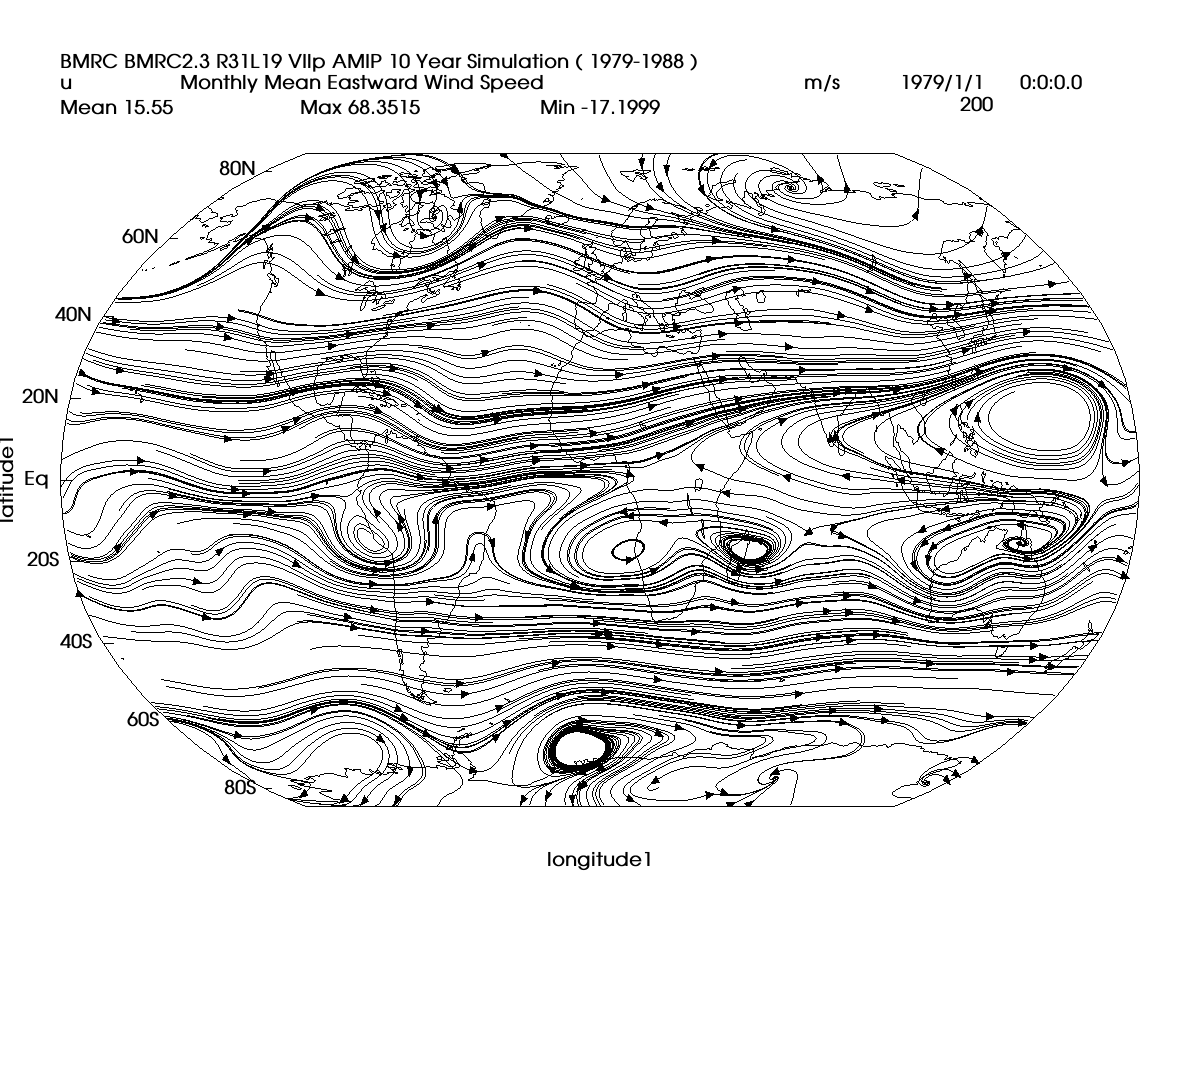 BMRC BMRC2.3 R31L19 VIIp AMIP 10 Year Simulation ( 1979-1988 )
u Monthly Mean Eastward Wind Speed m/s 1979/1/1 0:0:0.0
Mean 15.55 Max 68.3515 Min -17.1999 200
80N
60N
40N
20N
Eq
20S
40S
60S
80S
latitude1
longitude1